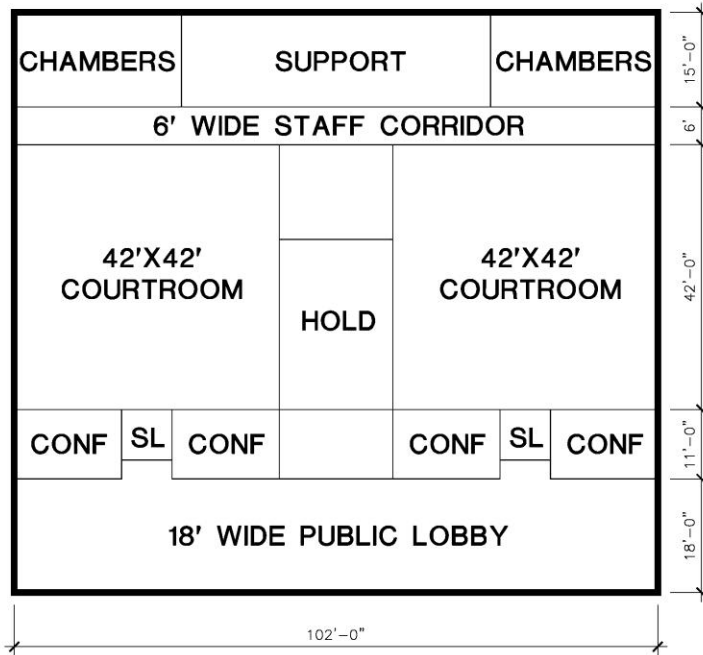 CHAMBERS
SUPPORT
CHAMBERS
15'-0"
6' WIDE STAFF CORRIDOR
6'
42'X42'
COURTROOM
42'X42'
COURTROOM
HOLD
42'-0"
CONF
SL
CONF
CONF
SL
CONF
11'-0"
18' WIDE PUBLIC LOBBY
18'-0"
102'-0"